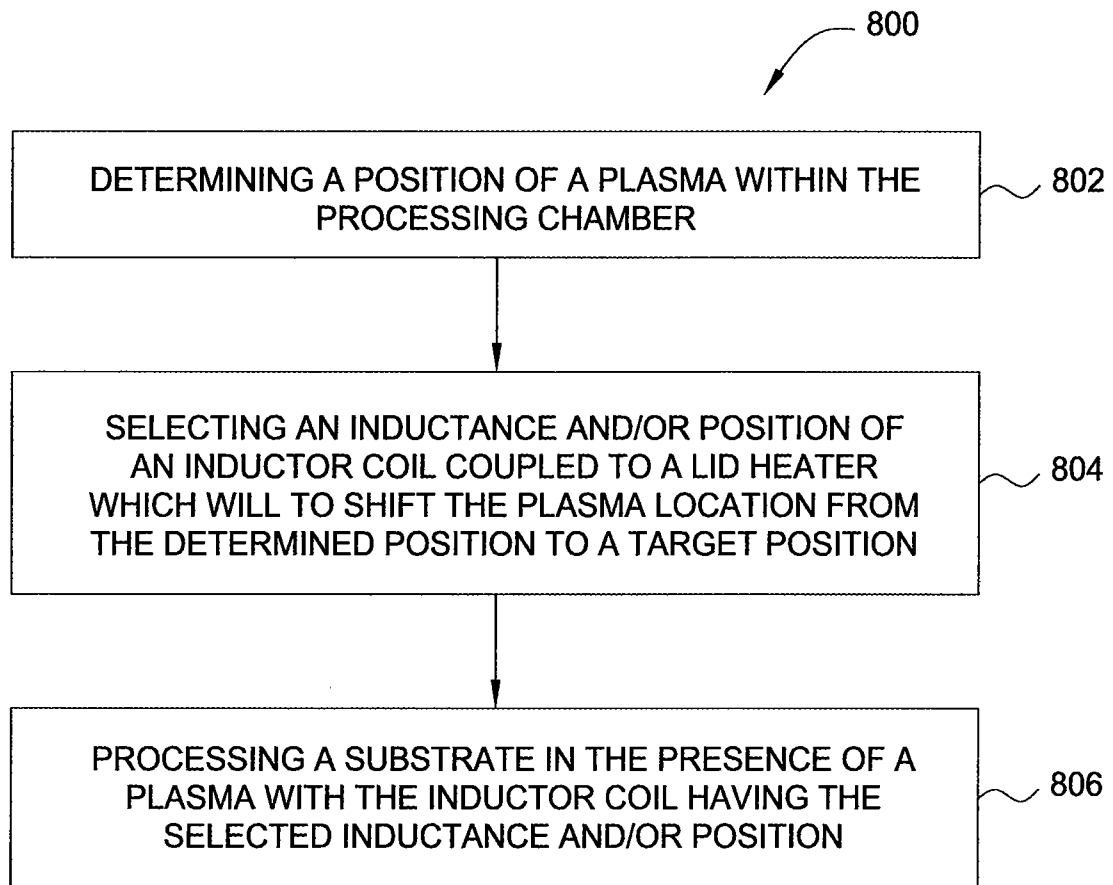 800
DETERMINING A POSITION OF A PLASMA WITHIN THE
PROCESSING CHAMBER
802
SELECTING AN INDUCTANCE AND/OR POSITION OF
AN INDUCTOR COIL COUPLED TO A LID HEATER
WHICH WILL TO SHIFT THE PLASMA LOCATION FROM
THE DETERMINED POSITION TO A TARGET POSITION
804
PROCESSING A SUBSTRATE IN THE PRESENCE OF A
PLASMA WITH THE INDUCTOR COIL HAVING THE
SELECTED INDUCTANCE AND/OR POSITION
806